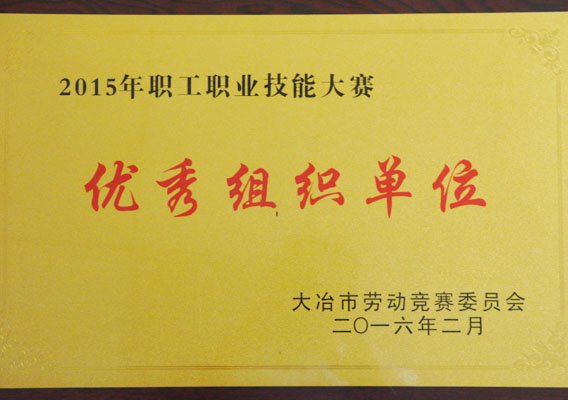 2015年职工职业技能大赛
优秀组织单位
大冶市劳动竞赛委员会
二〇一六年二月